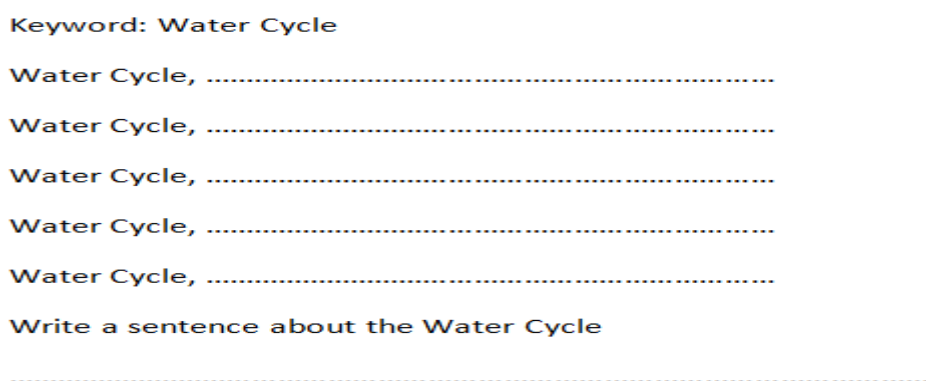 Keyword: Water Cycle
Water Cycle, ......................................................................
Water Cycle, ......................................................................
Water Cycle, ......................................................................
Water Cycle, ......................................................................
Water Cycle, ......................................................................
Write a sentence about the Water Cycle
....................................................................................................